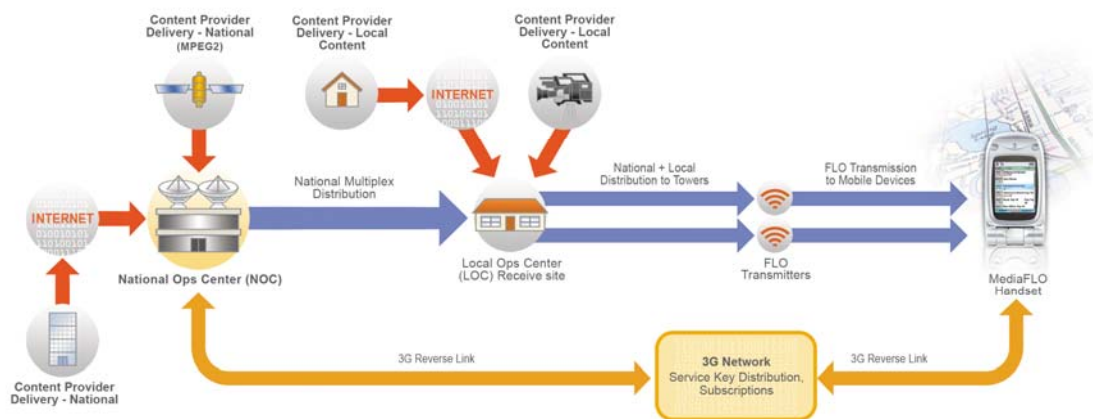 Content Provider
Delivery - National
(MPEG2)
Content Provider
Delivery - Local
Content
Content Provider
Delivery - Local
Content
INTERNET
National Multiplex
Distribution
National + Local
Distribution to Towers
FLO Transmission
to Mobile Devices
INTERNET
National Ops Center (NOC)
Local Ops Center
(LOC) Receive site
FLO
Transmitters
MediaFLO
Handset
Content Provider
Delivery - National
3G Reverse Link
3G Network
Service Key Distribution,
Subscriptions
3G Reverse Link